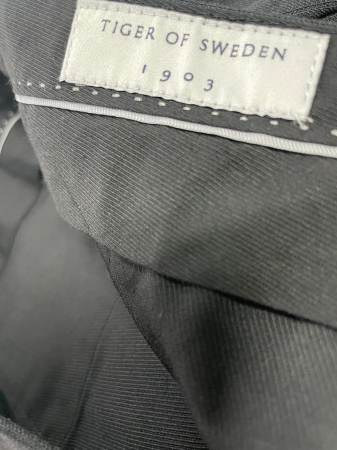 TIGER OF SWEDEN
1903